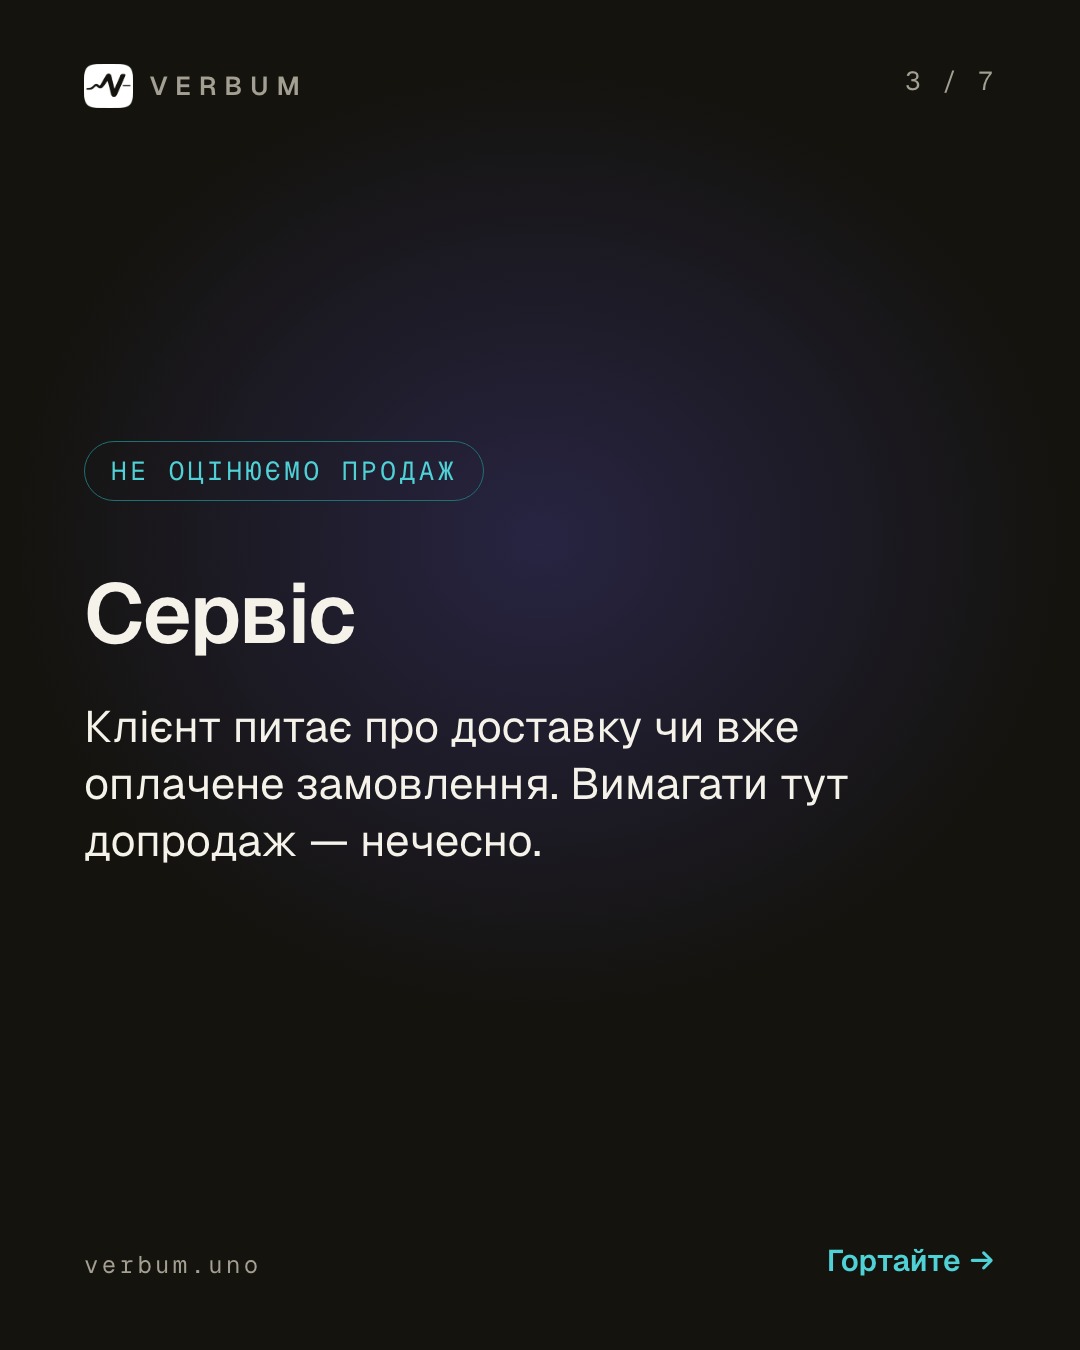 VERBUM
3 / 7
НЕ ОЦІНЮЄМО ПРОДАЖ
Сервіс
Клієнт питає про доставку чи вже
оплачене замовлення. Вимагати тут
допродаж — нечесно.
verbum.uno
Гортайте →